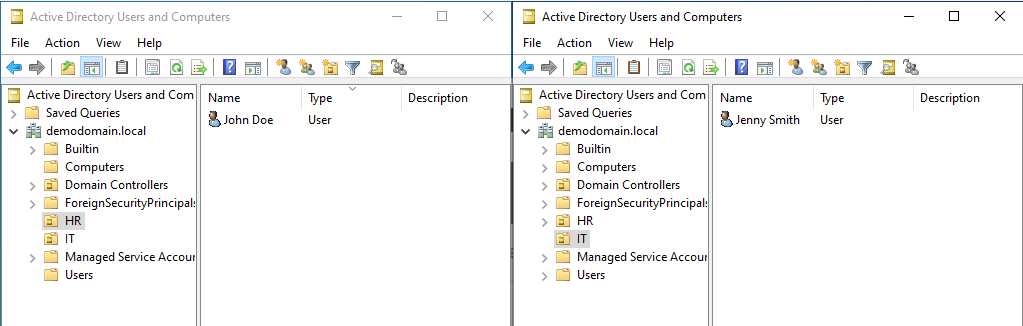 Active Directory Users and Computers
File Action View Help
Active Directory Users and Com
Saved Queries
demodomain.local
Builtin
Computers
Domain Controllers
ForeignSecurityPrincipals
HR
IT
Managed Service Accour
Users
Name Type Description
John Doe User
Active Directory Users and Computers
File Action View Help
Active Directory Users and Com
Saved Queries
demodomain.local
Builtin
Computers
Domain Controllers
ForeignSecurityPrincipals
HR
IT
Managed Service Accour
Users
Name Type Description
Jenny Smith User